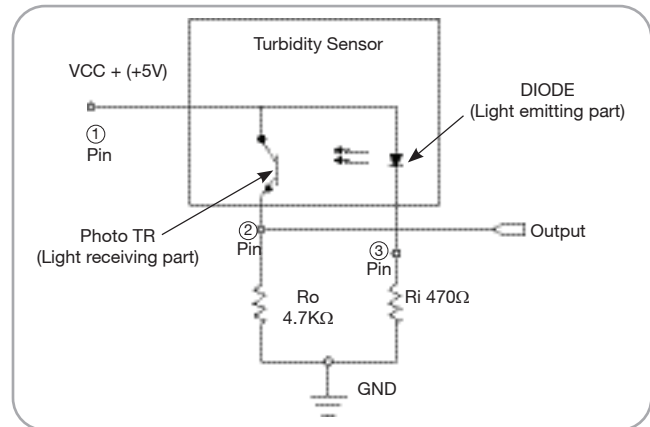 Turbidity Sensor
VCC + (+5V)
DIODE
(Light emitting part)
①
Pin
Photo TR
(Light receiving part)
②
Pin
Output
③
Pin
Ro
4.7KΩ
Ri 470Ω
GND